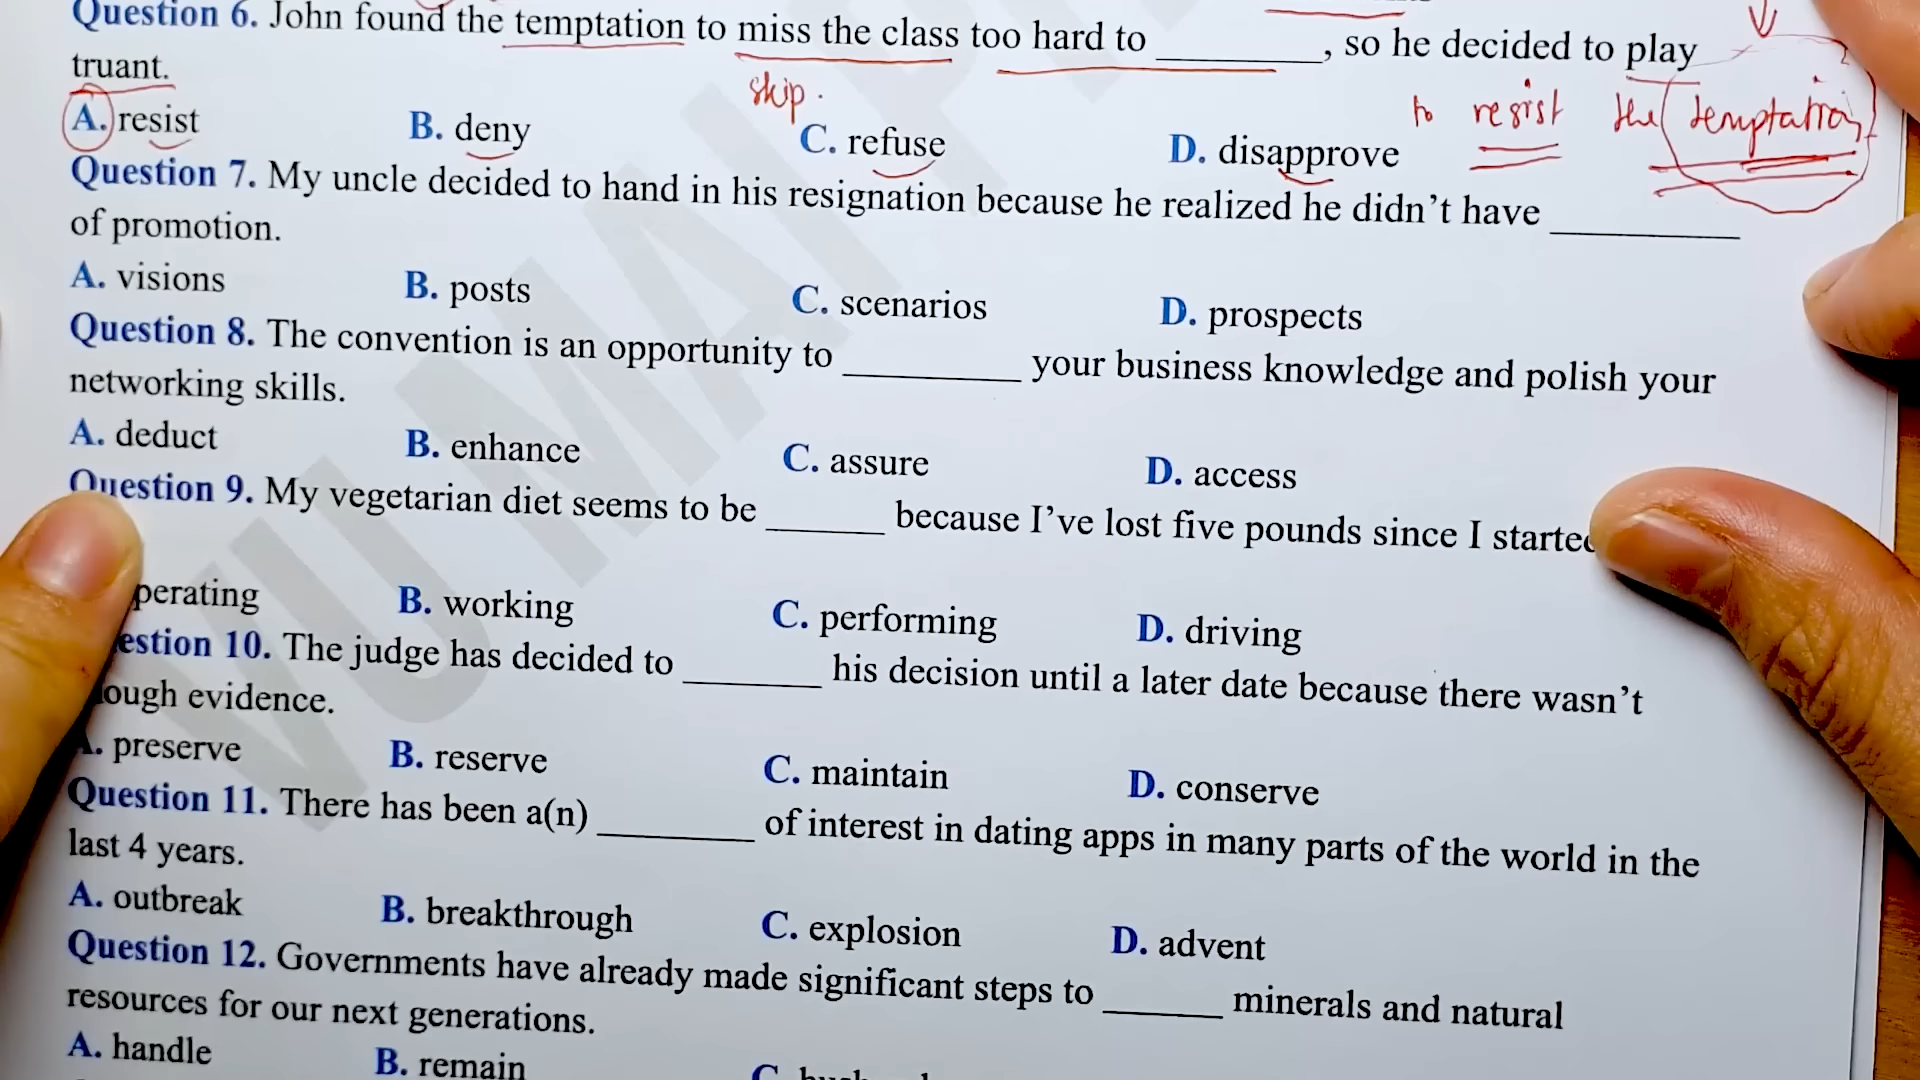 Question 6. John found the temptation to miss the class too hard to ________, so he decided to play
truant.
skip.
to resist the temptation
A. resist B. deny C. refuse D. disapprove
Question 7. My uncle decided to hand in his resignation because he realized he didn't have ________
of promotion.
A. visions B. posts C. scenarios D. prospects
Question 8. The convention is an opportunity to ________ your business knowledge and polish your
networking skills.
A. deduct B. enhance C. assure D. access
Question 9. My vegetarian diet seems to be ______ because I've lost five pounds since I started
perating B. working C. performing D. driving
estion 10. The judge has decided to _______ his decision until a later date because there wasn't
ough evidence.
A. preserve B. reserve C. maintain D. conserve
Question 11. There has been a(n) ________ of interest in dating apps in many parts of the world in the
last 4 years.
A. outbreak B. breakthrough C. explosion D. advent
Question 12. Governments have already made significant steps to ______ minerals and natural
resources for our next generations.
A. handle B. remain C.
VU MAI P